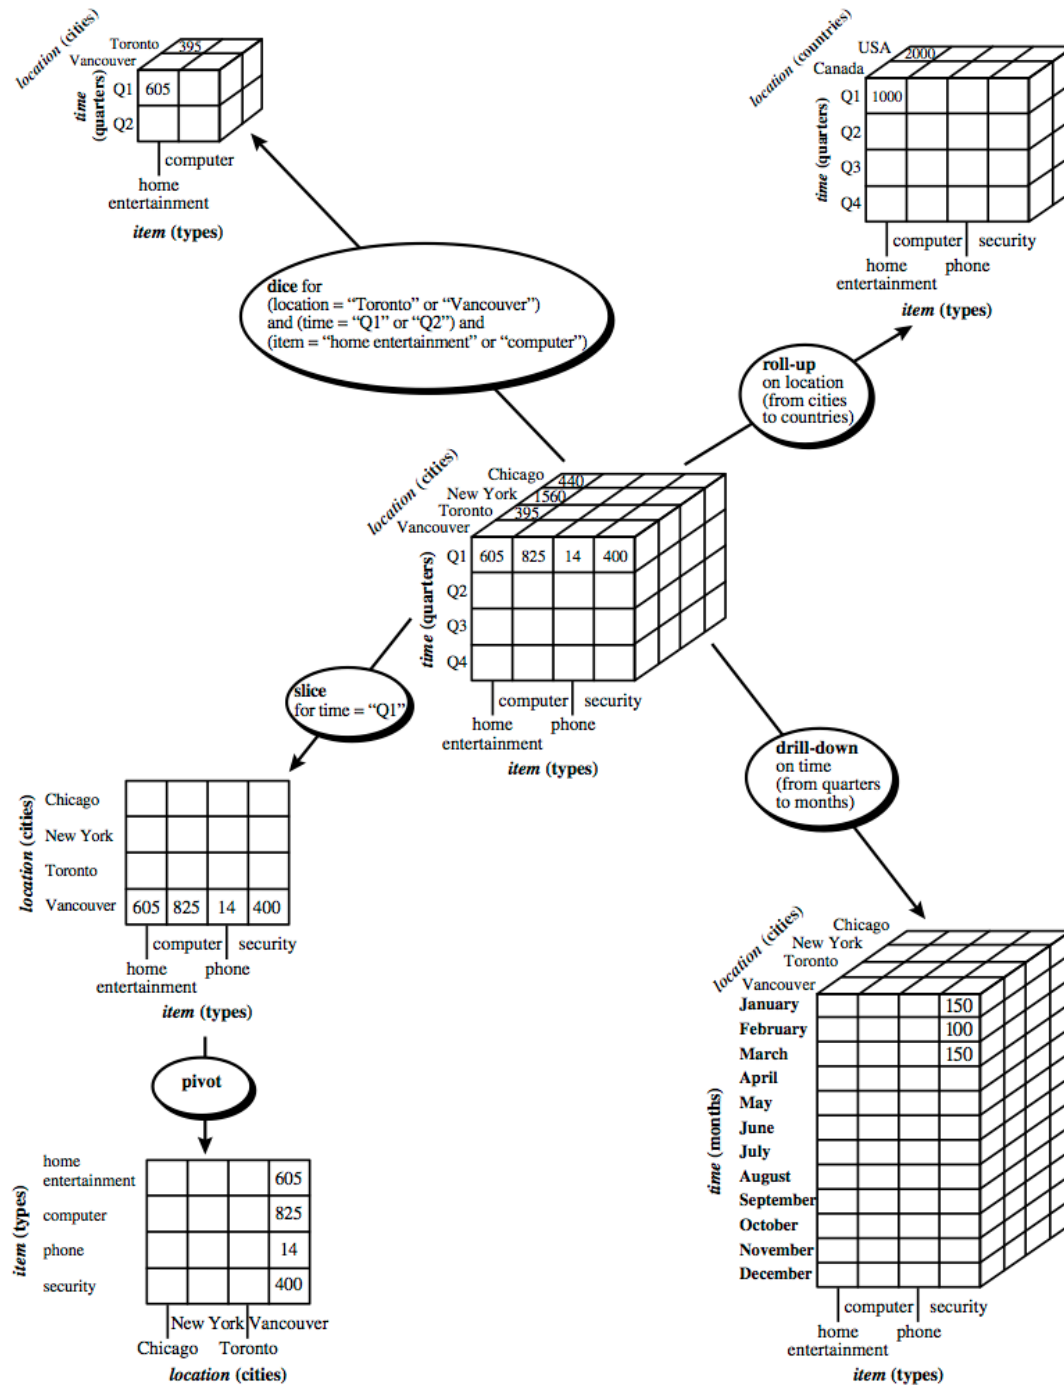 location (cities)
Toronto 395
Vancouver
time (quarters)
Q1 605
Q2
computer
home entertainment
item (types)
location (countries)
USA 2000
Canada
time (quarters)
Q1 1000
Q2
Q3
Q4
computer security
home entertainment phone
item (types)
dice for
(location = “Toronto” or “Vancouver”)
and (time = “Q1” or “Q2”) and
(item = “home entertainment” or “computer”)
roll-up
on location
(from cities
to countries)
location (cities)
Chicago 440
New York 1560
Toronto 395
Vancouver
time (quarters)
Q1 605 825 14 400
Q2
Q3
Q4
computer security
home entertainment phone
item (types)
slice
for time = “Q1”
drill-down
on time
(from quarters
to months)
location (cities)
Chicago
New York
Toronto
Vancouver 605 825 14 400
computer security
home entertainment phone
item (types)
pivot
item (types)
home entertainment 605
computer 825
phone 14
security 400
New York Vancouver
Chicago Toronto
location (cities)
location (cities)
Chicago
New York
Toronto
Vancouver
time (months)
January 150
February 100
March 150
April
May
June
July
August
September
October
November
December
computer security
home entertainment phone
item (types)